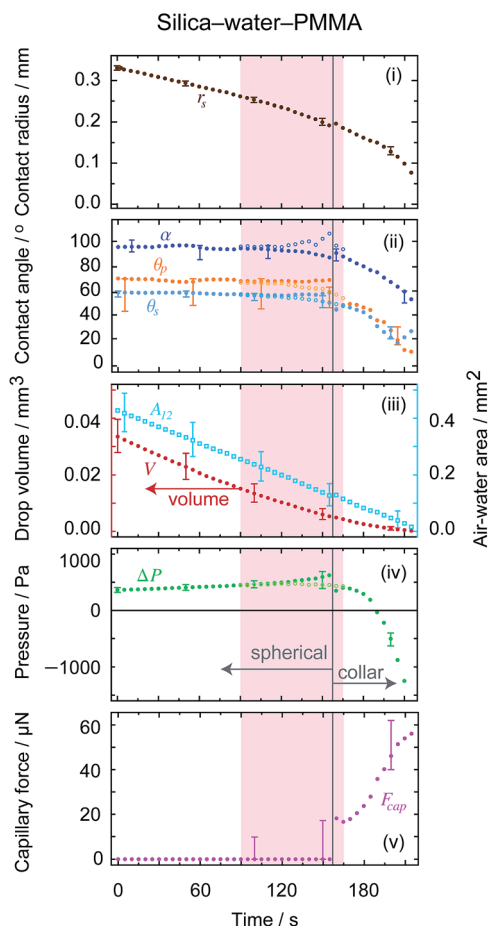 Silica–water–PMMA
Contact radius / mm
0.3
0.2
0.1
0.0
r_s
(i)
Contact angle / º
100
80
60
40
20
0
α
θ_p
θ_s
(ii)
Drop volume / mm³
0.04
0.02
0.00
A_12
V
volume
(iii)
0.4
0.2
0.0
Air-water area / mm²
Pressure / Pa
1000
0
−1000
ΔP
(iv)
spherical
collar
Capillary force / µN
60
40
20
0
F_cap
(v)
0 60 120 180
Time / s